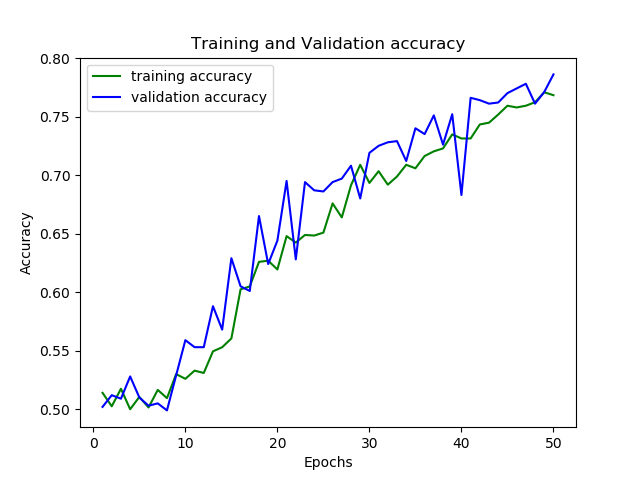 Training and Validation accuracy
training accuracy
validation accuracy
0.80
0.75
0.70
0.65
0.60
0.55
0.50
Accuracy
0 10 20 30 40 50
Epochs